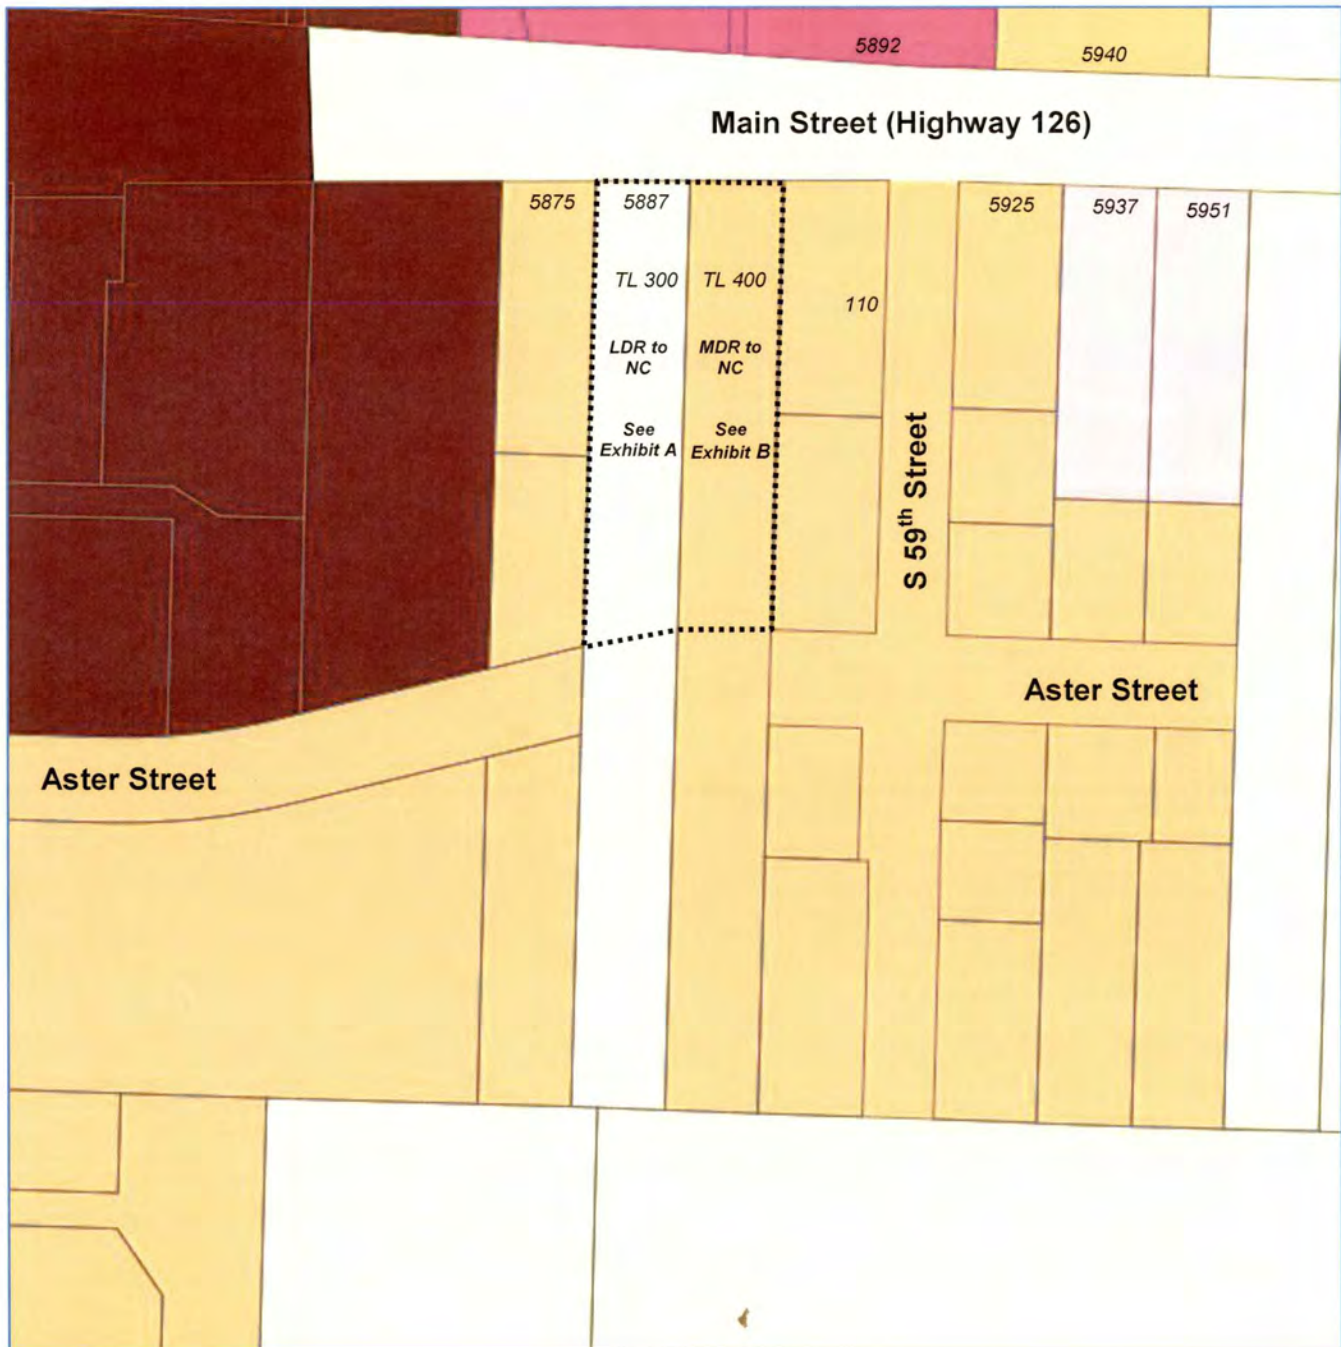 5892
5940
Main Street (Highway 126)
5875
5887
5925
5937
5951
TL 300
TL 400
110
LDR to
NC
MDR to
NC
See
Exhibit A
See
Exhibit B
S 59th Street
Aster Street
Aster Street